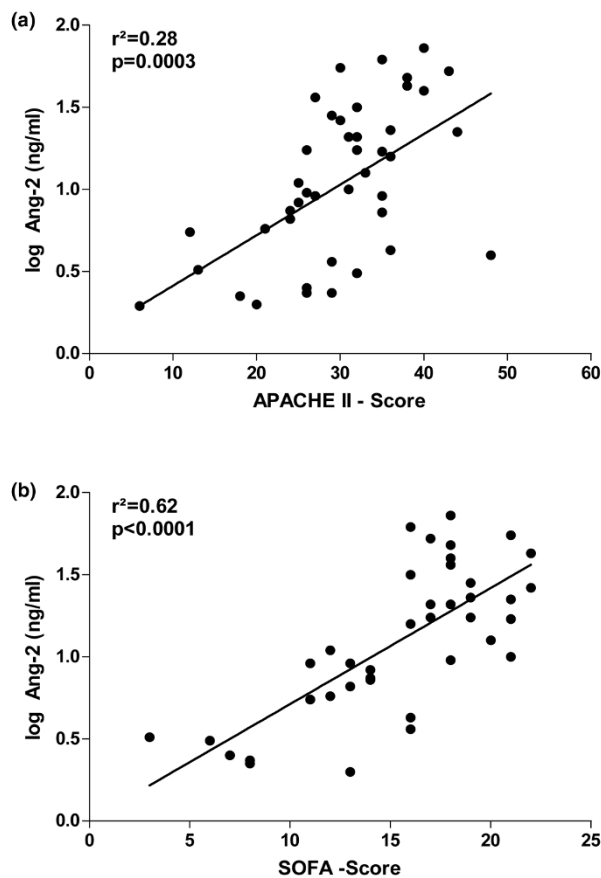 (a)
r²=0.28
p=0.0003
log Ang-2 (ng/ml)
2.0
1.5
1.0
0.5
0.0
0 10 20 30 40 50 60
APACHE II - Score
(b)
r²=0.62
p<0.0001
log Ang-2 (ng/ml)
2.0
1.5
1.0
0.5
0.0
0 5 10 15 20 25
SOFA -Score